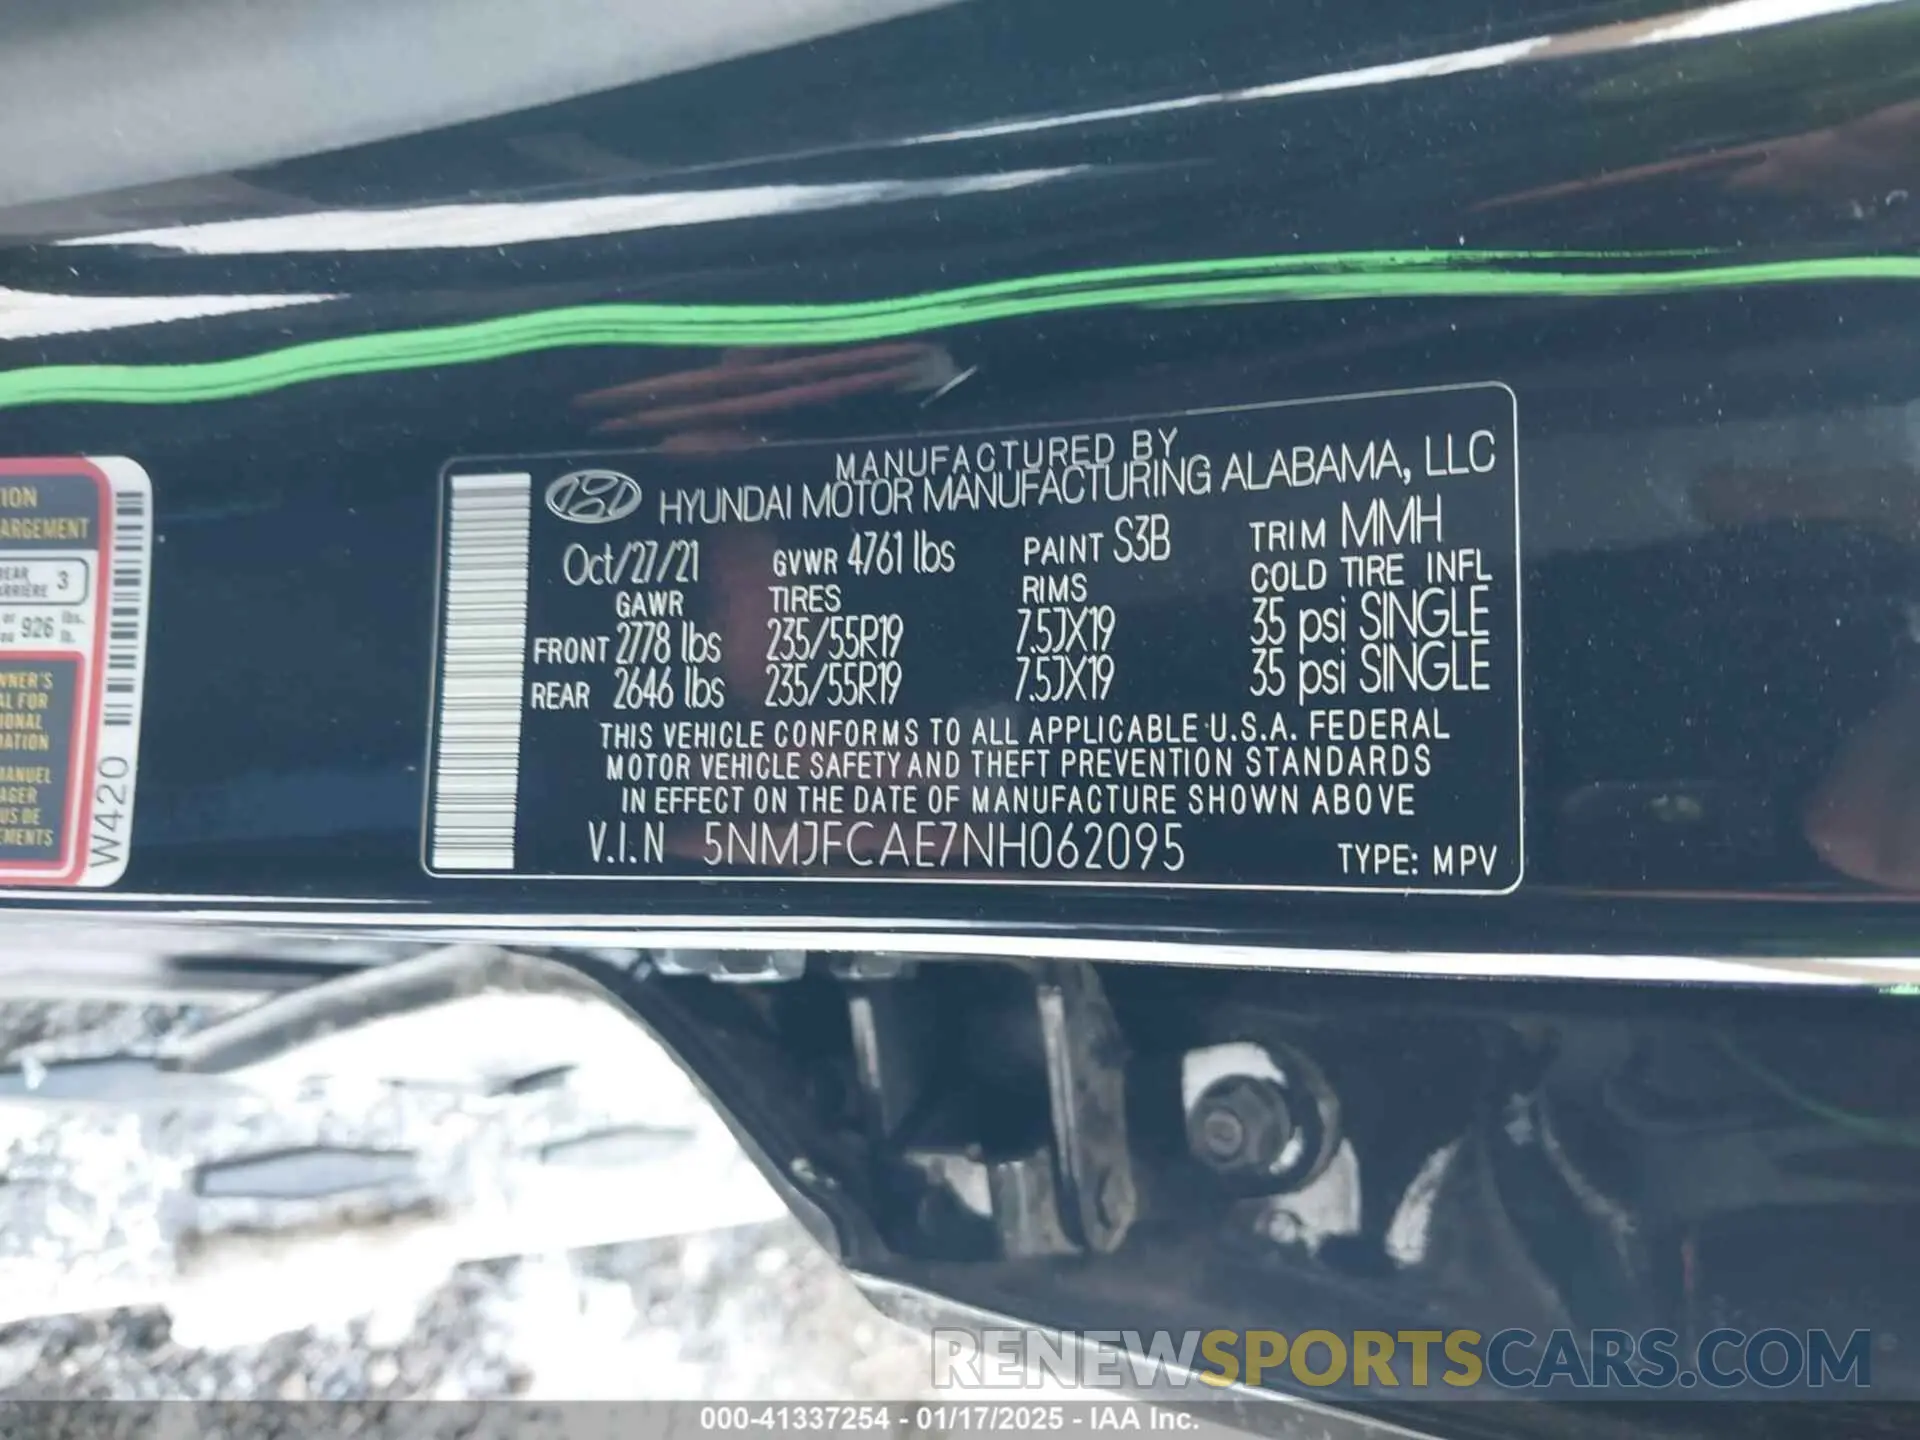 MANUFACTURED BY
HYUNDAI MOTOR MANUFACTURING ALABAMA, LLC
Oct/27/21 GVWR 4761 lbs PAINT S3B TRIM MMH
GAWR TIRES RIMS COLD TIRE INFL
FRONT 2778 lbs 235/55R19 7.5JX19 35 psi SINGLE
REAR 2646 lbs 235/55R19 7.5JX19 35 psi SINGLE
THIS VEHICLE CONFORMS TO ALL APPLICABLE U.S.A. FEDERAL
MOTOR VEHICLE SAFETY AND THEFT PREVENTION STANDARDS
IN EFFECT ON THE DATE OF MANUFACTURE SHOWN ABOVE
V.I.N 5NMJFCAE7NH062095 TYPE: MPV
3
926 lbs.
lb.
W420
RENEWSPORTSCARS.COM
000-41337254 - 01/17/2025 - IAA Inc.